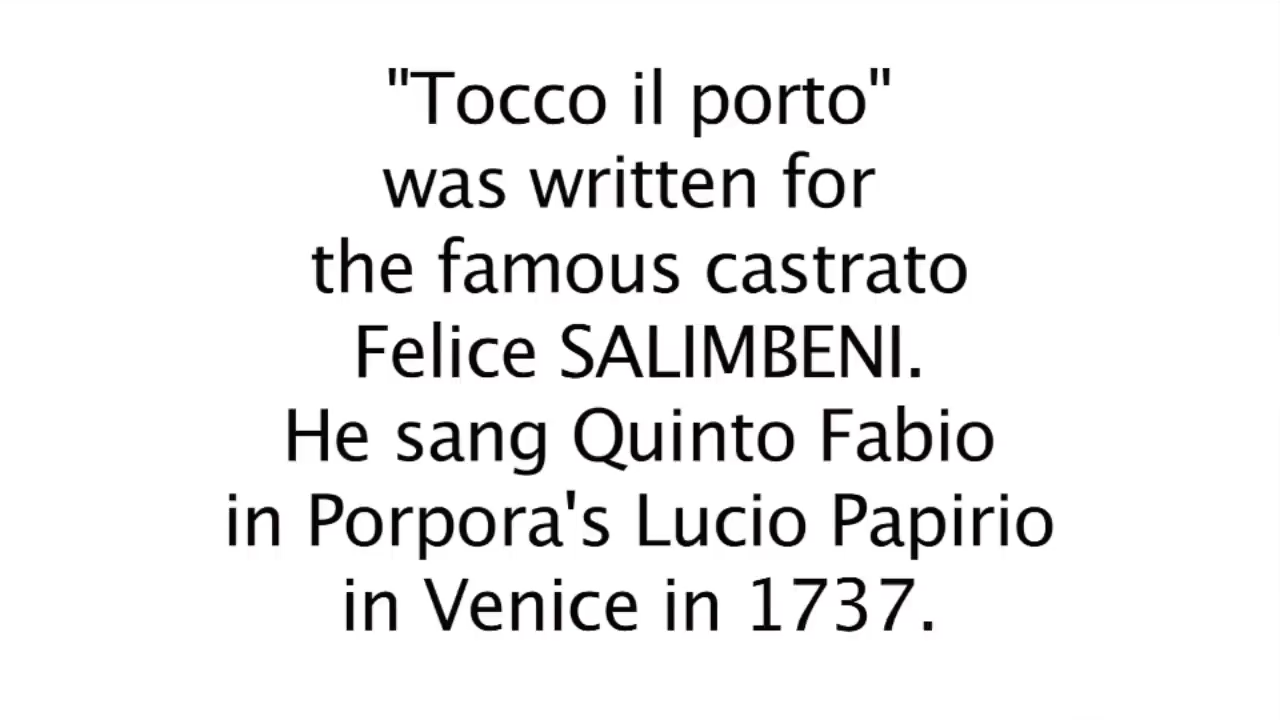 "Tocco il porto"
was written for
the famous castrato
Felice SALIMBENI.
He sang Quinto Fabio
in Porpora's Lucio Papirio
in Venice in 1737.